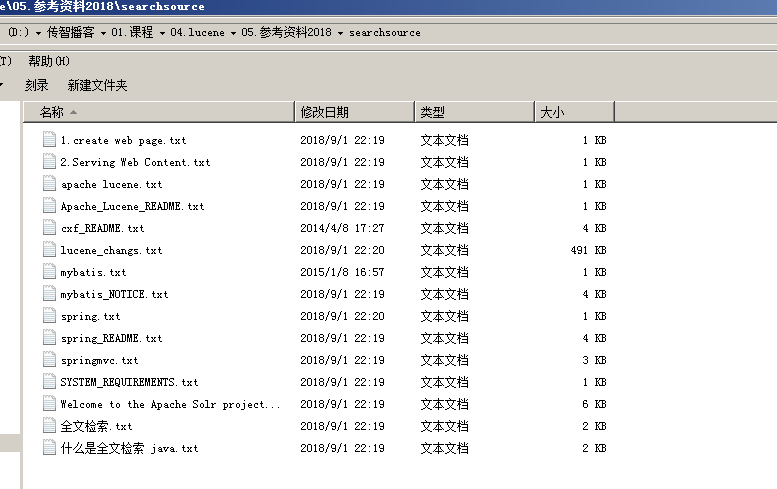 e\05.参考资料2018\searchsource
(D:) 传智播客 01.课程 04.lucene 05.参考资料2018 searchsource
T) 帮助(H)
刻录 新建文件夹
名称 修改日期 类型 大小
1.create web page.txt 2018/9/1 22:19 文本文档 1 KB
2.Serving Web Content.txt 2018/9/1 22:19 文本文档 1 KB
apache lucene.txt 2018/9/1 22:19 文本文档 1 KB
Apache_Lucene_README.txt 2018/9/1 22:19 文本文档 1 KB
cxf_README.txt 2014/4/8 17:27 文本文档 4 KB
lucene_changs.txt 2018/9/1 22:20 文本文档 491 KB
mybatis.txt 2015/1/8 16:57 文本文档 1 KB
mybatis_NOTICE.txt 2018/9/1 22:19 文本文档 4 KB
spring.txt 2018/9/1 22:20 文本文档 1 KB
spring_README.txt 2018/9/1 22:19 文本文档 4 KB
springmvc.txt 2018/9/1 22:19 文本文档 3 KB
SYSTEM_REQUIREMENTS.txt 2018/9/1 22:19 文本文档 1 KB
Welcome to the Apache Solr project... 2018/9/1 22:19 文本文档 6 KB
全文检索.txt 2018/9/1 22:19 文本文档 2 KB
什么是全文检索 java.txt 2018/9/1 22:19 文本文档 2 KB